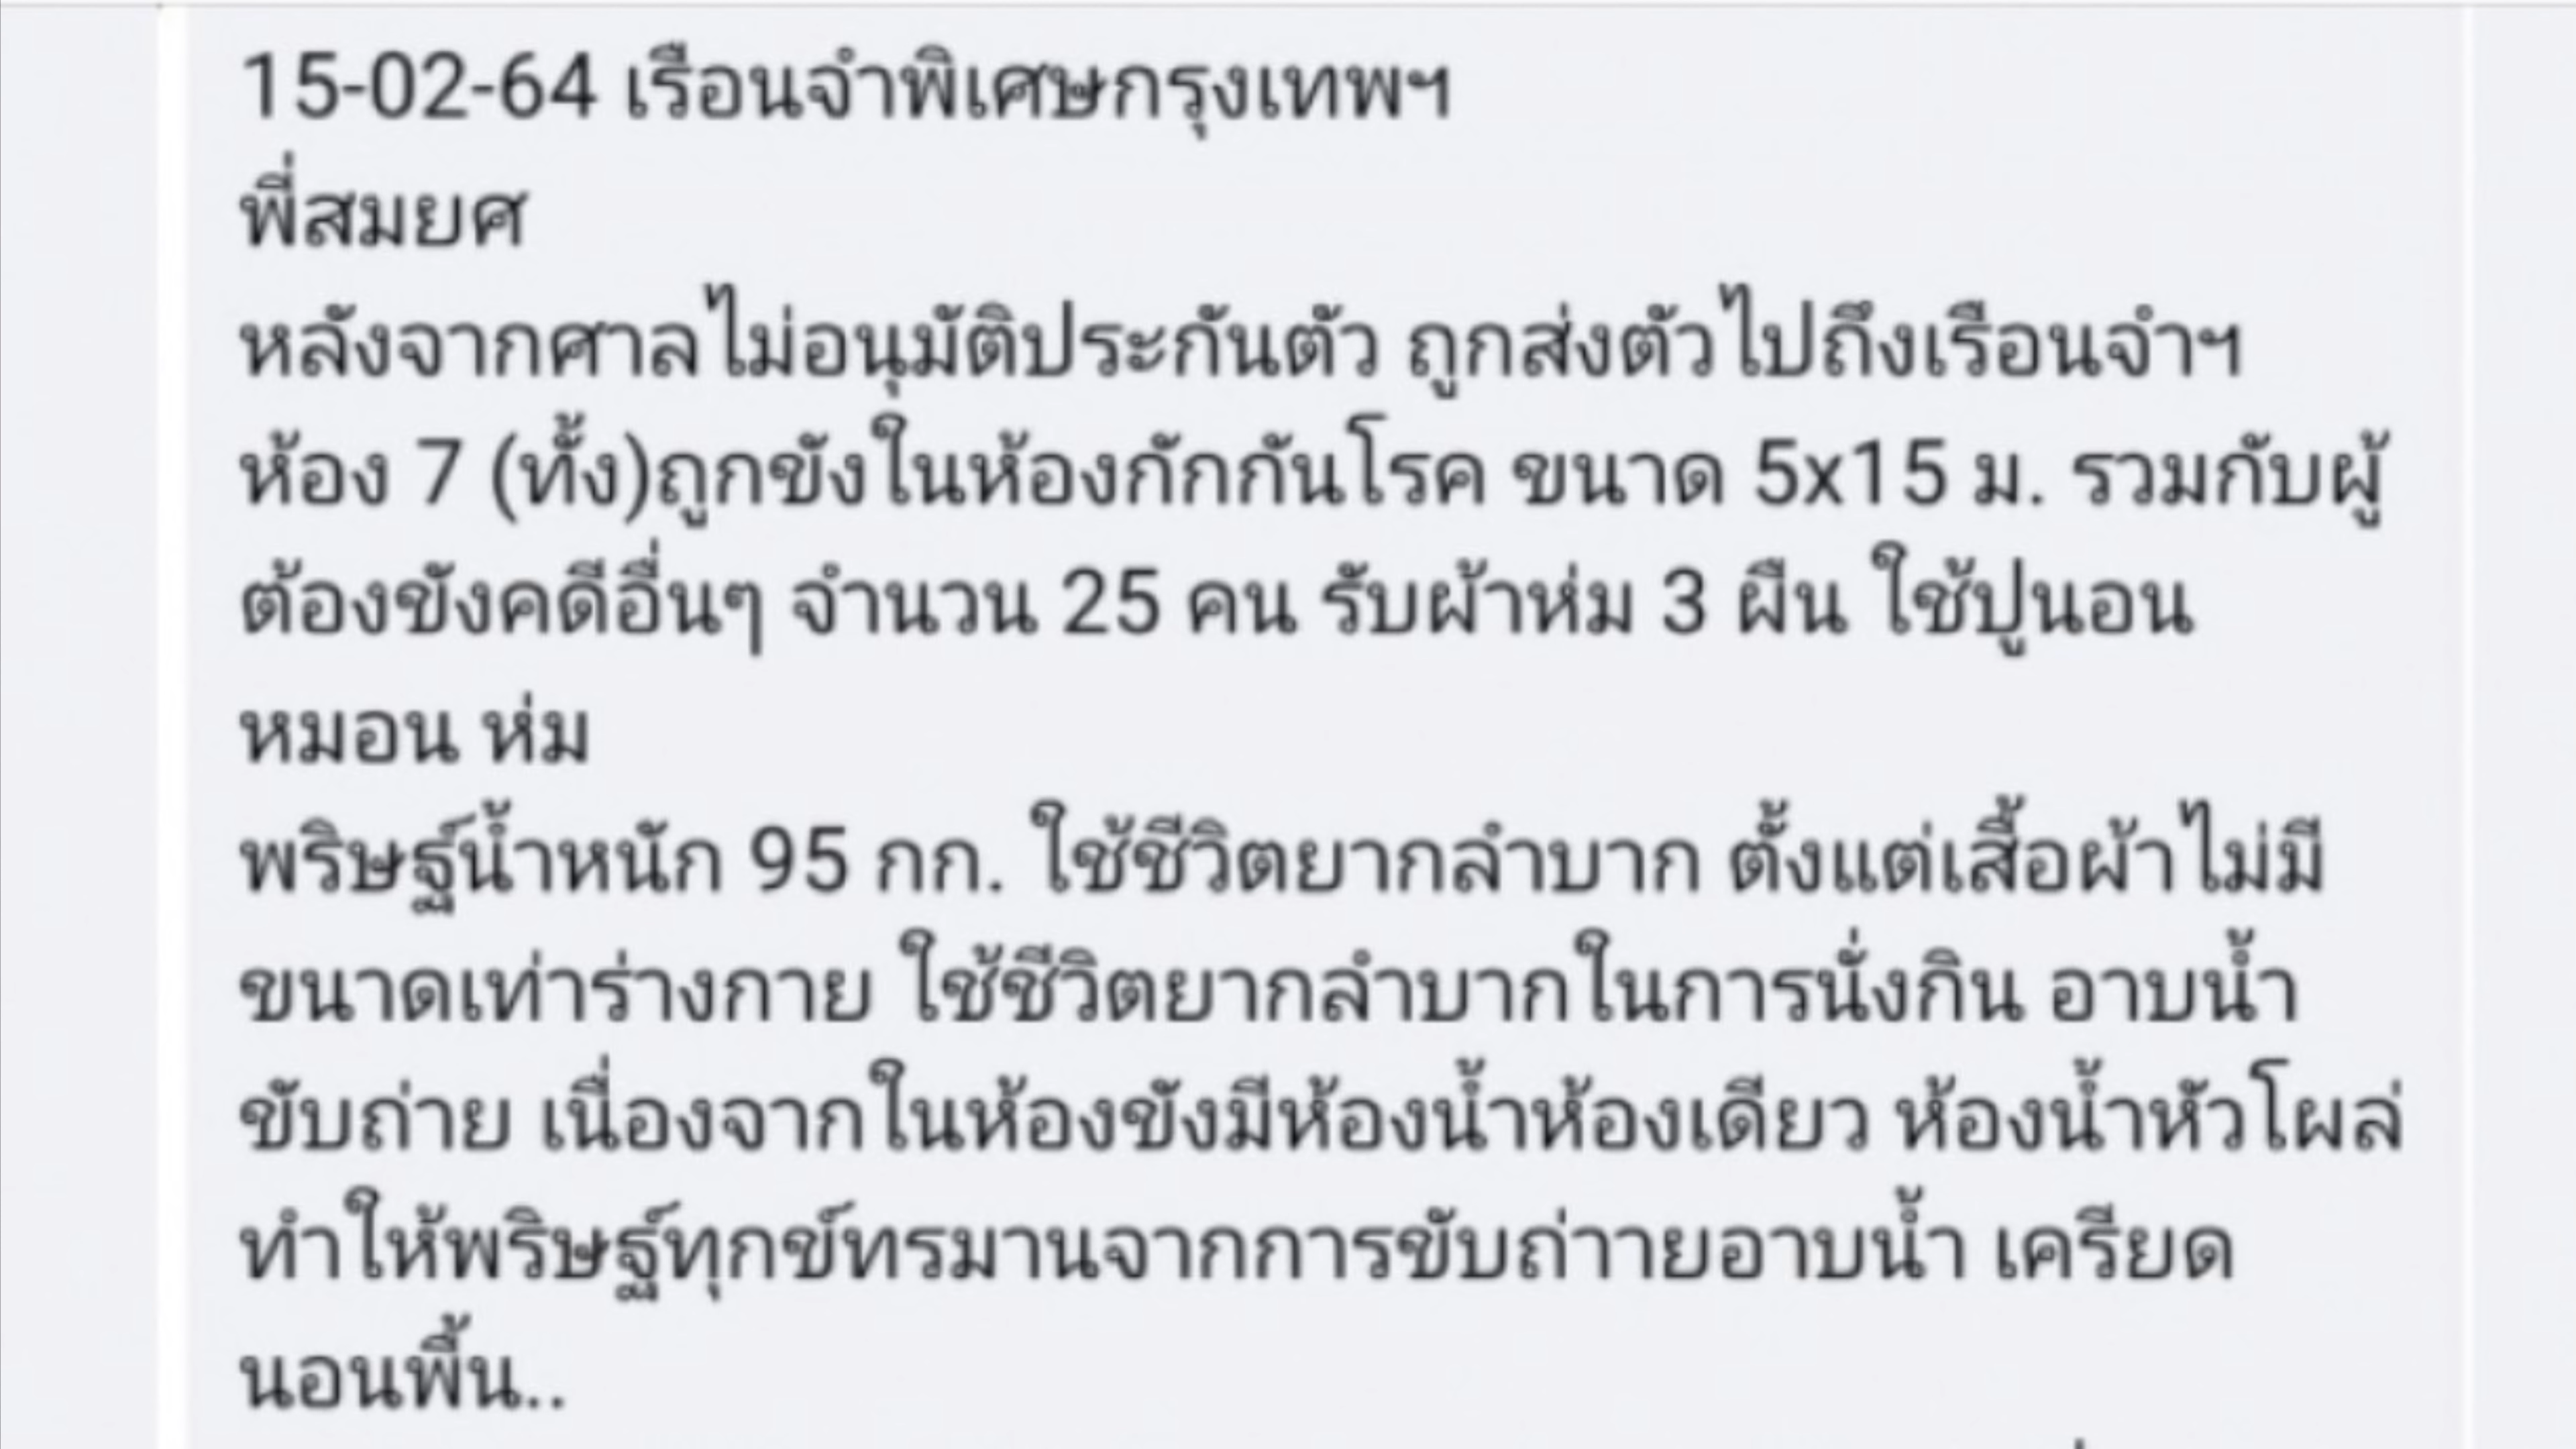 15-02-64 เรือนจำพิเศษกรุงเทพฯ
พี่สมยศ
หลังจากศาลไม่อนุมัติประกันตัว ถูกส่งตัวไปถึงเรือนจำฯ
ห้อง 7 (ทั้ง)ถูกขังในห้องกักกันโรค ขนาด 5x15 ม. รวมกับผู้
ต้องขังคดีอื่นๆ จำนวน 25 คน รับผ้าห่ม 3 ผืน ใช้ปูนอน
หมอน ห่ม
พริษฐ์น้ำหนัก 95 กก. ใช้ชีวิตยากลำบาก ตั้งแต่เสื้อผ้าไม่มี
ขนาดเท่าร่างกาย ใช้ชีวิตยากลำบากในการนั่งกิน อาบน้ำ
ขับถ่าย เนื่องจากในห้องขังมีห้องน้ำห้องเดียว ห้องน้ำหัวโผล่
ทำให้พริษฐ์ทุกข์ทรมานจากการขับถ่าายอาบน้ำ เครียด
นอนพื้น..